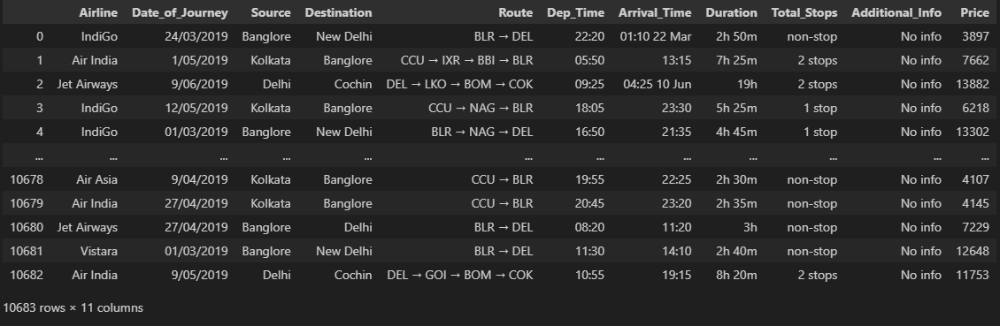 Airline Date_of_Journey Source Destination Route Dep_Time Arrival_Time Duration Total_Stops Additional_Info Price
0 IndiGo 24/03/2019 Banglore New Delhi BLR → DEL 22:20 01:10 22 Mar 2h 50m non-stop No info 3897
1 Air India 1/05/2019 Kolkata Banglore CCU → IXR → BBI → BLR 05:50 13:15 7h 25m 2 stops No info 7662
2 Jet Airways 9/06/2019 Delhi Cochin DEL → LKO → BOM → COK 09:25 04:25 10 Jun 19h 2 stops No info 13882
3 IndiGo 12/05/2019 Kolkata Banglore CCU → NAG → BLR 18:05 23:30 5h 25m 1 stop No info 6218
4 IndiGo 01/03/2019 Banglore New Delhi BLR → NAG → DEL 16:50 21:35 4h 45m 1 stop No info 13302
... ... ... ... ... ... ... ... ... ... ... ...
10678 Air Asia 9/04/2019 Kolkata Banglore CCU → BLR 19:55 22:25 2h 30m non-stop No info 4107
10679 Air India 27/04/2019 Kolkata Banglore CCU → BLR 20:45 23:20 2h 35m non-stop No info 4145
10680 Jet Airways 27/04/2019 Banglore Delhi BLR → DEL 08:20 11:20 3h non-stop No info 7229
10681 Vistara 01/03/2019 Banglore New Delhi BLR → DEL 11:30 14:10 2h 40m non-stop No info 12648
10682 Air India 9/05/2019 Delhi Cochin DEL → GOI → BOM → COK 10:55 19:15 8h 20m 2 stops No info 11753
10683 rows × 11 columns